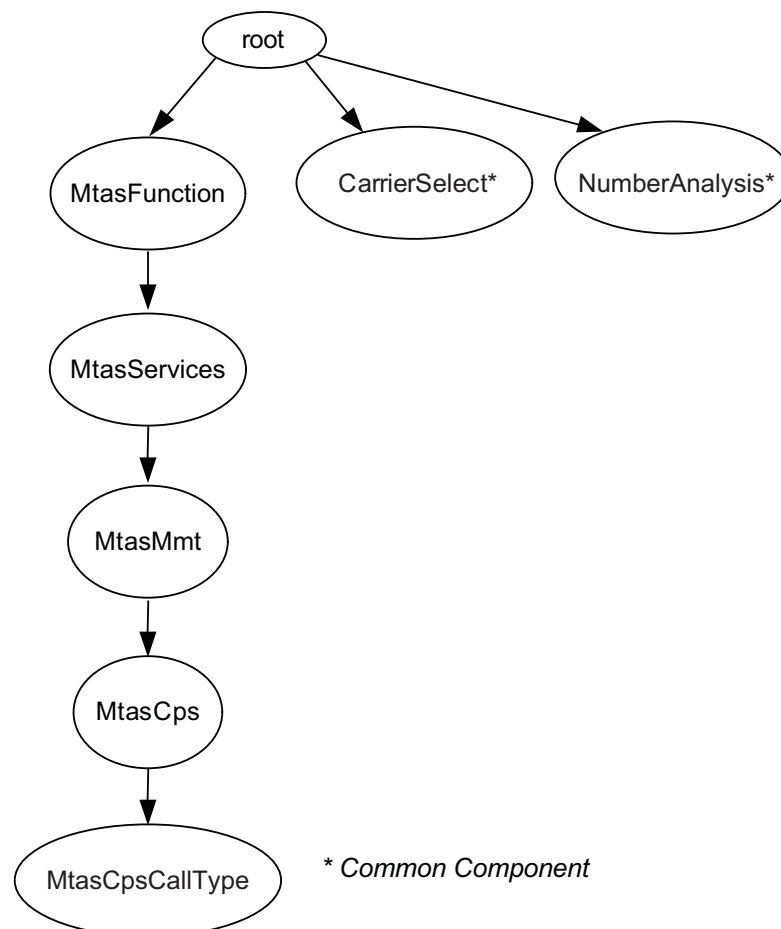 root
MtasFunction
CarrierSelect*
NumberAnalysis*
MtasServices
MtasMmt
MtasCps
MtasCpsCallType
* Common Component